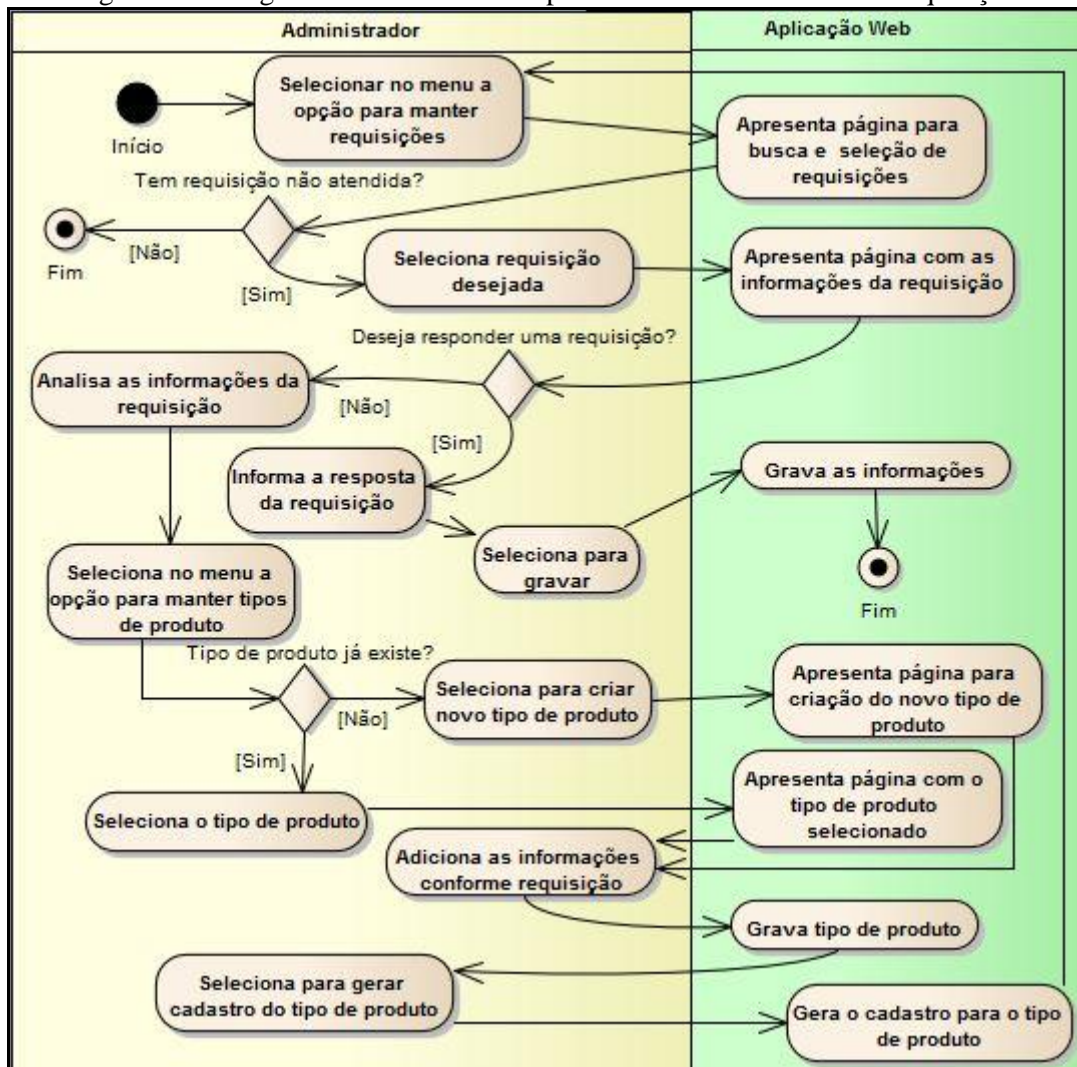 Administrador
Aplicação Web
Selecionar no menu a
opção para manter
requisições
Início
Apresenta página para
busca e seleção de
requisições
Tem requisição não atendida?
[Não]
Fim
[Sim]
Seleciona requisição
desejada
Apresenta página com as
informações da requisição
Deseja responder uma requisição?
Analisa as informações da
requisição
[Não]
[Sim]
Informa a resposta
da requisição
Seleciona para
gravar
Grava as informações
Fim
Seleciona no menu a
opção para manter tipos
de produto
Tipo de produto já existe?
[Não]
Seleciona para criar
novo tipo de produto
Apresenta página para
criação do novo tipo de
produto
[Sim]
Seleciona o tipo de produto
Apresenta página com o
tipo de produto
selecionado
Adiciona as informações
conforme requisição
Grava tipo de produto
Seleciona para gerar
cadastro do tipo de produto
Gera o cadastro para o tipo
de produto